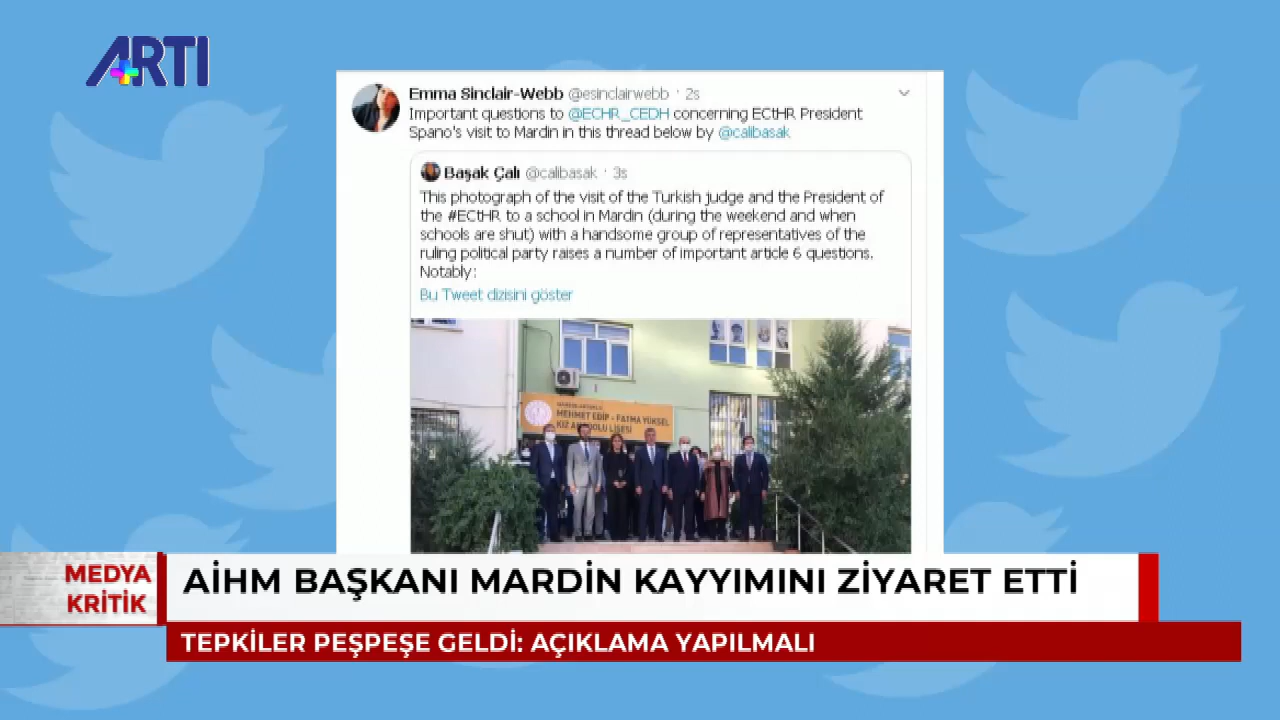 ARTI
Emma Sinclair-Webb @esinclairwebb · 2s
Important questions to @ECHR_CEDH concerning ECtHR President
Spano's visit to Mardin in this thread below by @calibasak
Başak Çalı @calibasak · 3s
This photograph of the visit of the Turkish judge and the President of
the #ECtHR to a school in Mardin (during the weekend and when
schools are shut) with a handsome group of representatives of the
ruling political party raises a number of important article 6 questions.
Notably:
Bu Tweet dizisini göster
MEHMET EDİP - FATMA YÜKSEL
KIZ ANADOLU LİSESİ
MEDYA
KRİTİK
AİHM BAŞKANI MARDİN KAYYIMINI ZİYARET ETTİ
TEPKİLER PEŞPEŞE GELDİ: AÇIKLAMA YAPILMALI